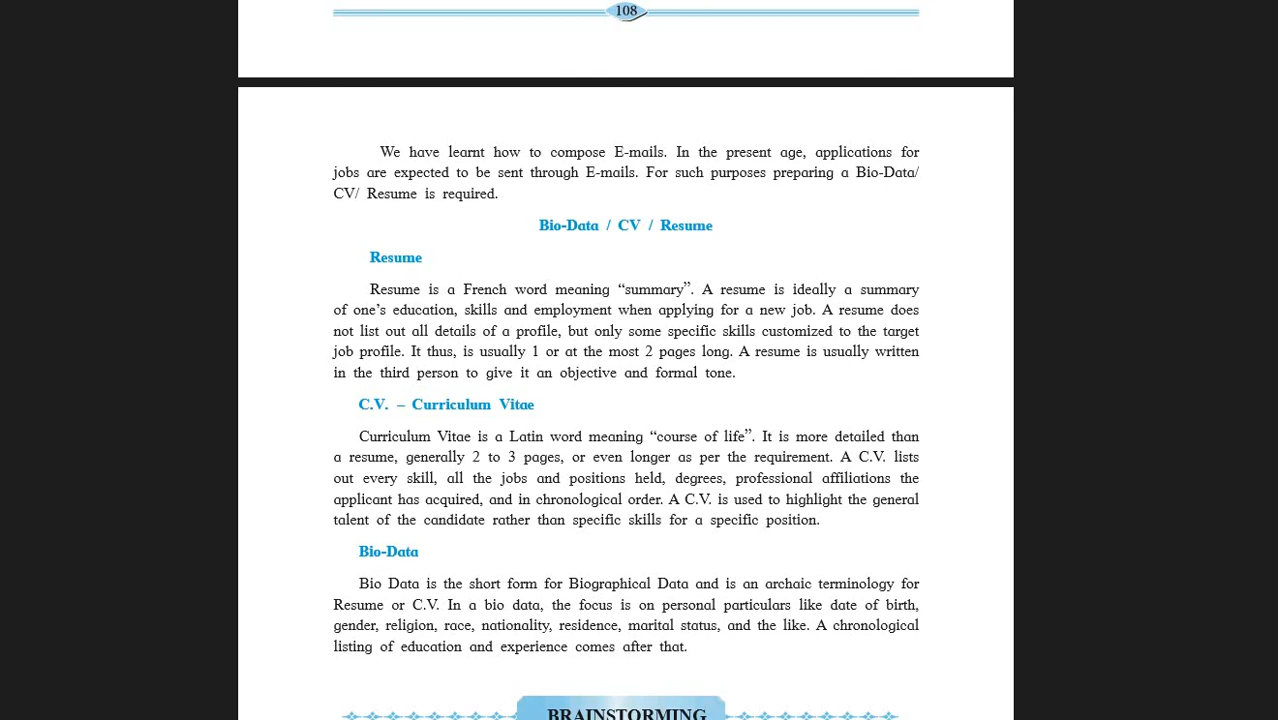 108
We have learnt how to compose E-mails. In the present age, applications for
jobs are expected to be sent through E-mails. For such purposes preparing a Bio-Data/
CV/ Resume is required.
Bio-Data / CV / Resume
Resume
Resume is a French word meaning “summary”. A resume is ideally a summary
of one’s education, skills and employment when applying for a new job. A resume does
not list out all details of a profile, but only some specific skills customized to the target
job profile. It thus, is usually 1 or at the most 2 pages long. A resume is usually written
in the third person to give it an objective and formal tone.
C.V. – Curriculum Vitae
Curriculum Vitae is a Latin word meaning “course of life”. It is more detailed than
a resume, generally 2 to 3 pages, or even longer as per the requirement. A C.V. lists
out every skill, all the jobs and positions held, degrees, professional affiliations the
applicant has acquired, and in chronological order. A C.V. is used to highlight the general
talent of the candidate rather than specific skills for a specific position.
Bio-Data
Bio Data is the short form for Biographical Data and is an archaic terminology for
Resume or C.V. In a bio data, the focus is on personal particulars like date of birth,
gender, religion, race, nationality, residence, marital status, and the like. A chronological
listing of education and experience comes after that.
BRAINSTORMING